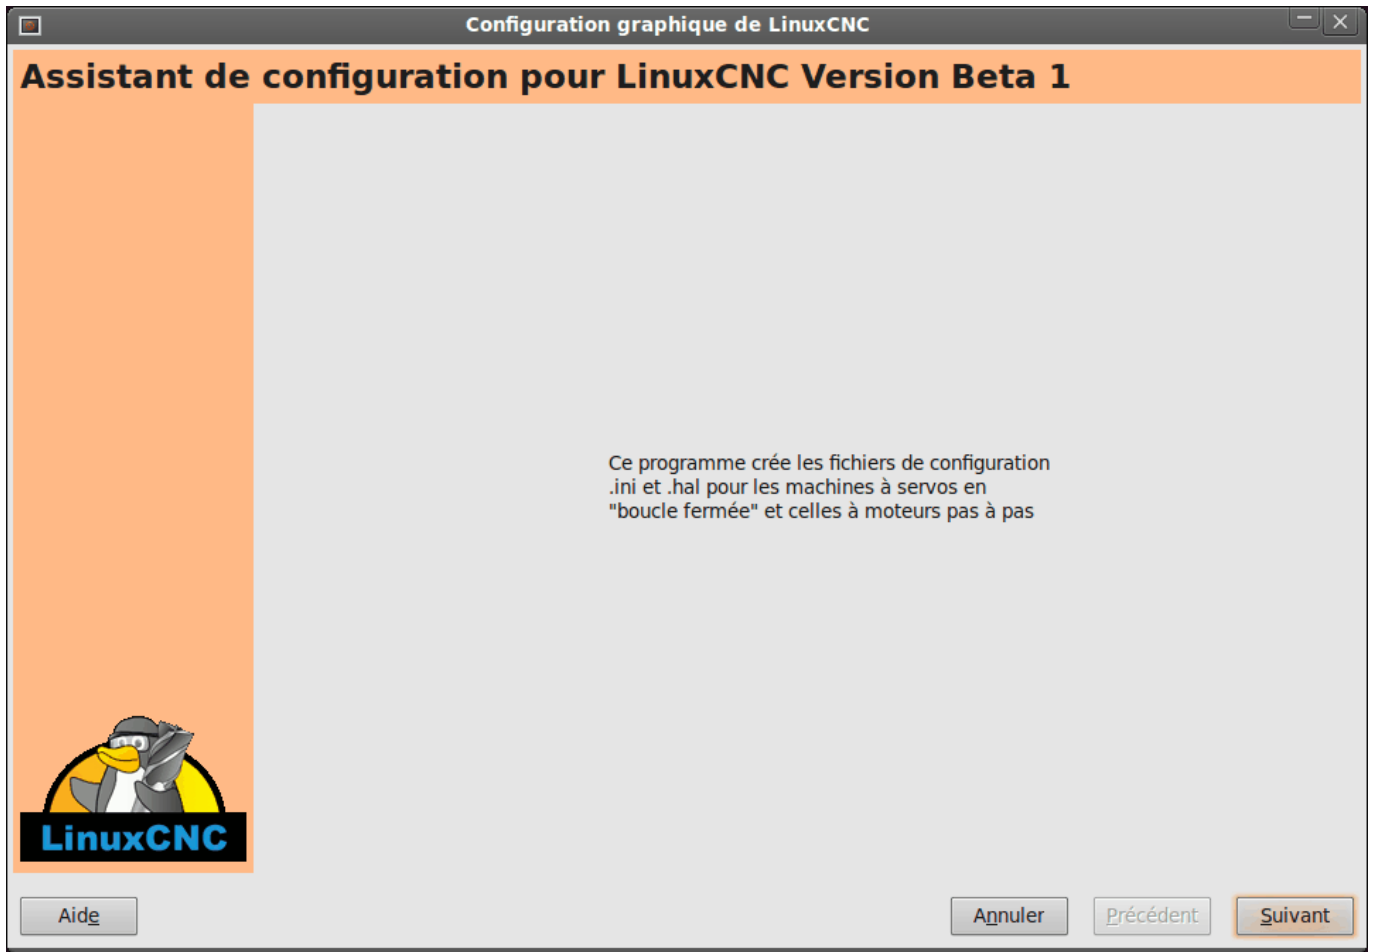 Configuration graphique de LinuxCNC
Assistant de configuration pour LinuxCNC Version Beta 1
Ce programme crée les fichiers de configuration
.ini et .hal pour les machines à servos en
"boucle fermée" et celles à moteurs pas à pas
LinuxCNC
Aide
Annuler
Précédent
Suivant